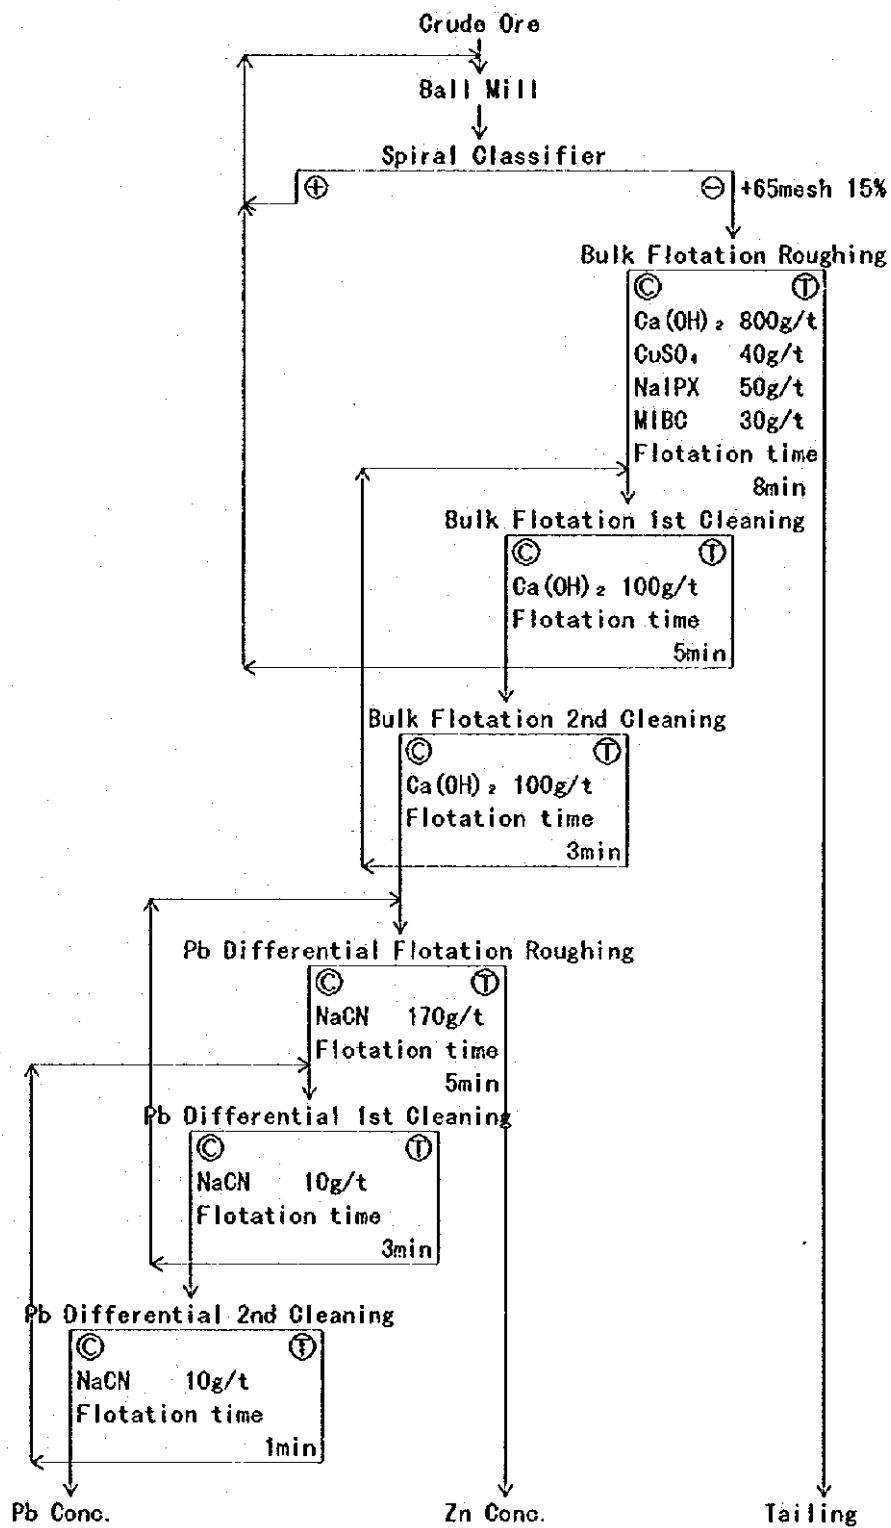 Crude Ore
Ball Mill
Spiral Classifier
⊕ ⊖ +65mesh 15%
Bulk Flotation Roughing
Ⓒ Ⓣ
Ca(OH)₂ 800g/t
CuSO₄ 40g/t
NaIPX 50g/t
MIBC 30g/t
Flotation time
8min
Bulk Flotation 1st Cleaning
Ⓒ Ⓣ
Ca(OH)₂ 100g/t
Flotation time
5min
Bulk Flotation 2nd Cleaning
Ⓒ Ⓣ
Ca(OH)₂ 100g/t
Flotation time
3min
Pb Differential Flotation Roughing
Ⓒ Ⓣ
NaCN 170g/t
Flotation time
5min
Pb Differential 1st Cleaning
Ⓒ Ⓣ
NaCN 10g/t
Flotation time
3min
Pb Differential 2nd Cleaning
Ⓒ Ⓣ
NaCN 10g/t
Flotation time
1min
Pb Conc. Zn Conc. Tailing